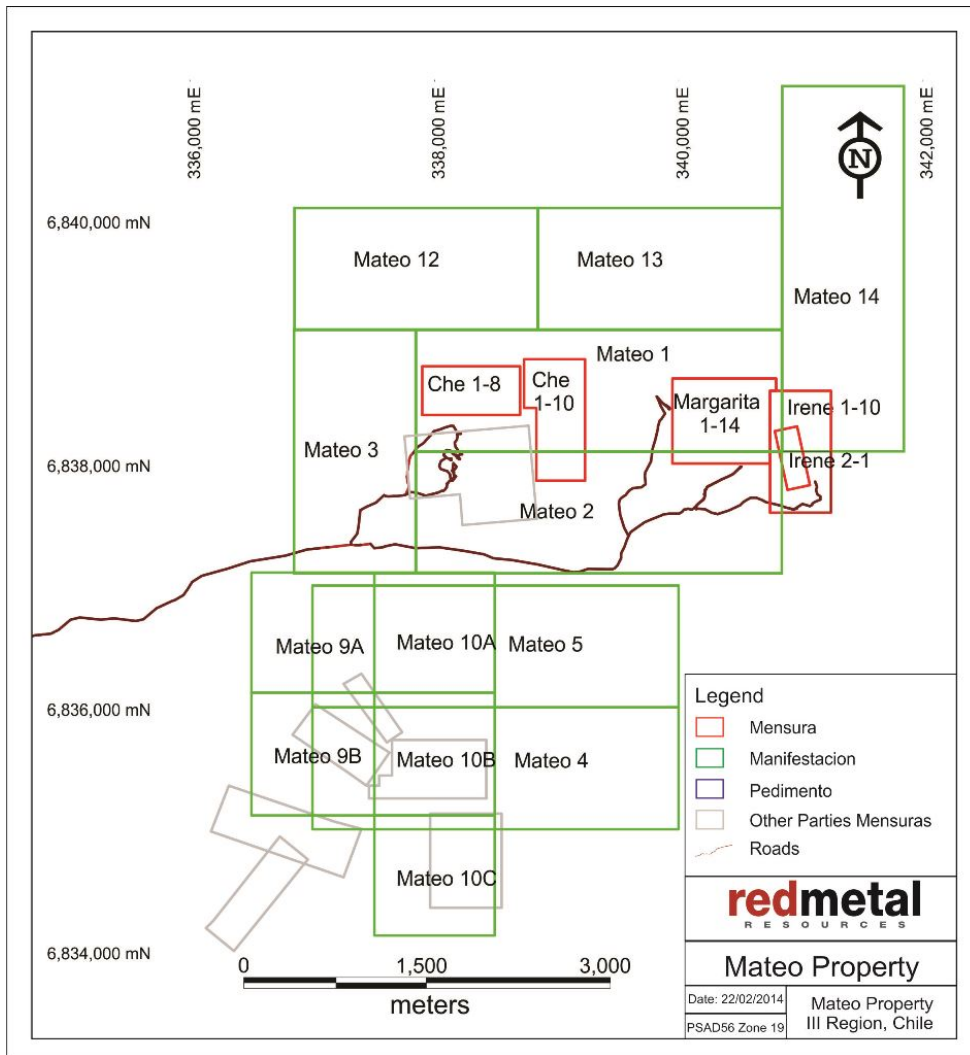 336,000 mE
338,000 mE
340,000 mE
342,000 mE
N
6,840,000 mN
Mateo 12
Mateo 13
Mateo 14
Mateo 1
Che 1-8
Che
1-10
Margarita
1-14
Irene 1-10
Mateo 3
6,838,000 mN
Irene 2-1
Mateo 2
Mateo 9A
Mateo 10A
Mateo 5
6,836,000 mN
Mateo 9B
Mateo 10B
Mateo 4
Mateo 10C
6,834,000 mN
0 1,500 3,000
meters
Legend
Mensura
Manifestacion
Pedimento
Other Parties Mensuras
Roads
redmetal
RESOURCES
Mateo Property
Date: 22/02/2014
PSAD56 Zone 19
Mateo Property
III Region, Chile